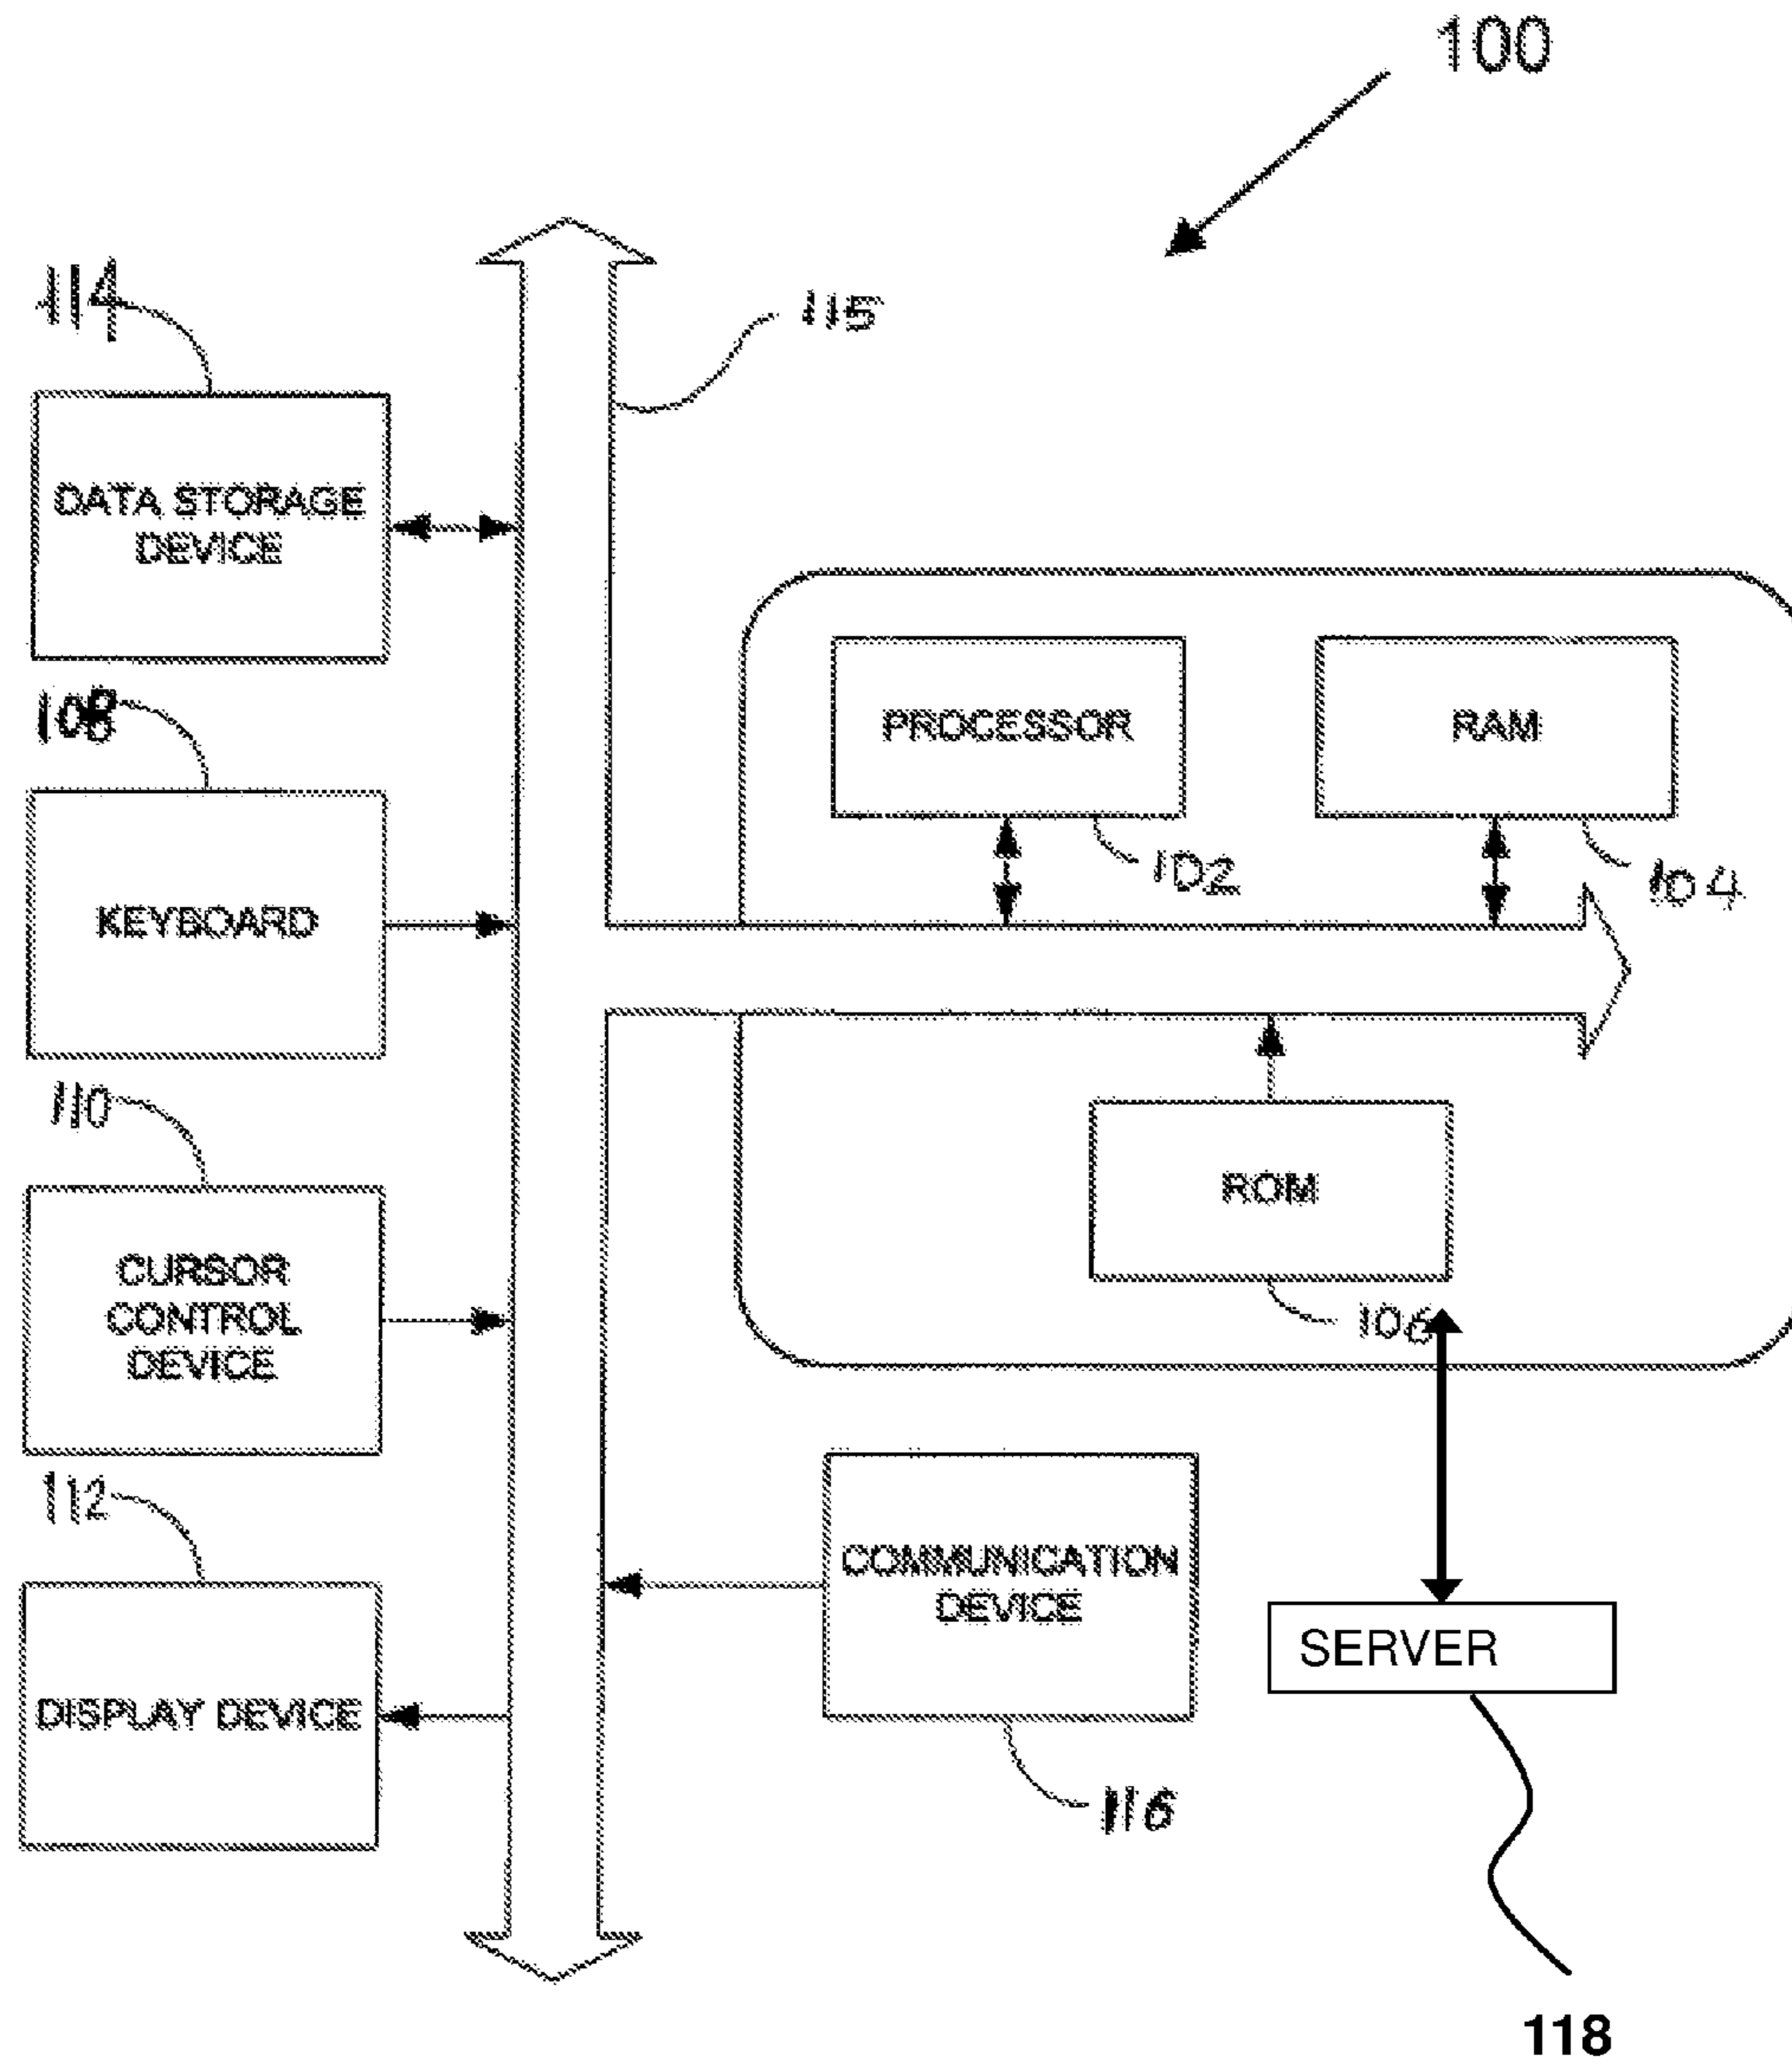 100
114
115
DATA STORAGE
DEVICE
108
PROCESSOR
RAM
102
104
KEYBOARD
110
ROM
CURSOR
CONTROL
DEVICE
106
112
COMMUNICATION
DEVICE
SERVER
DISPLAY DEVICE
116
118